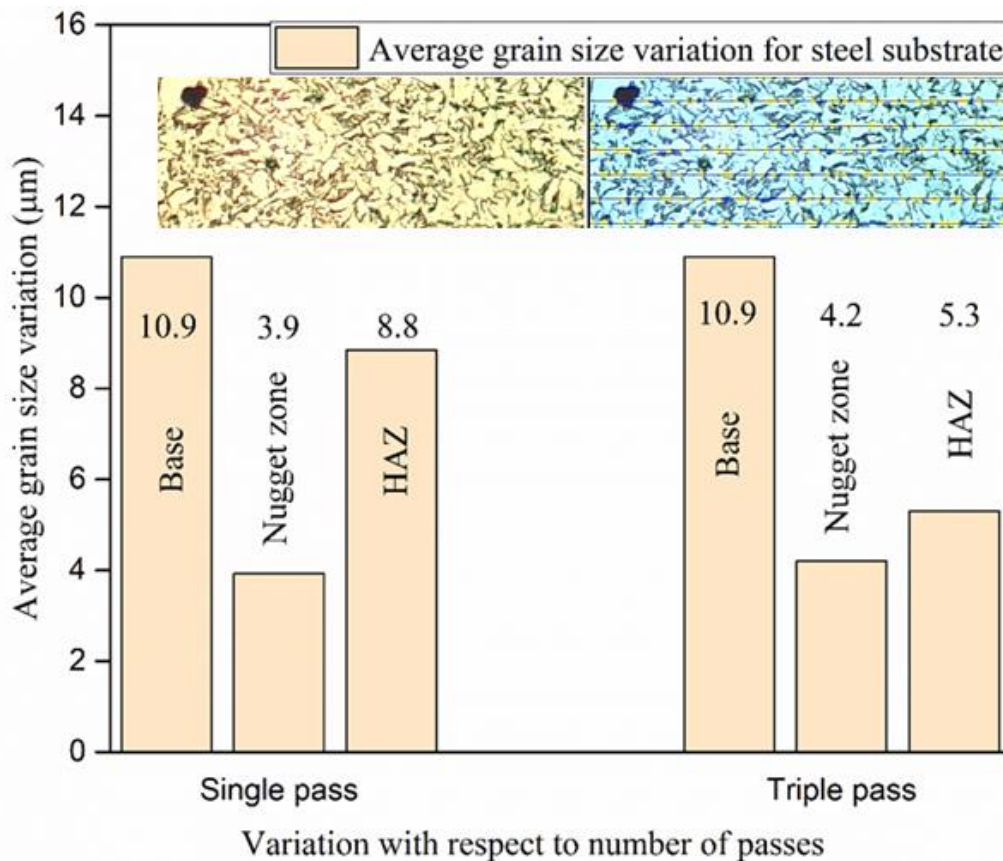 Average grain size variation for steel substrate
Average grain size variation (µm)
16
14
12
10
8
6
4
2
0
10.9
3.9
8.8
10.9
4.2
5.3
Base
Nugget zone
HAZ
Base
Nugget zone
HAZ
Single pass
Triple pass
Variation with respect to number of passes